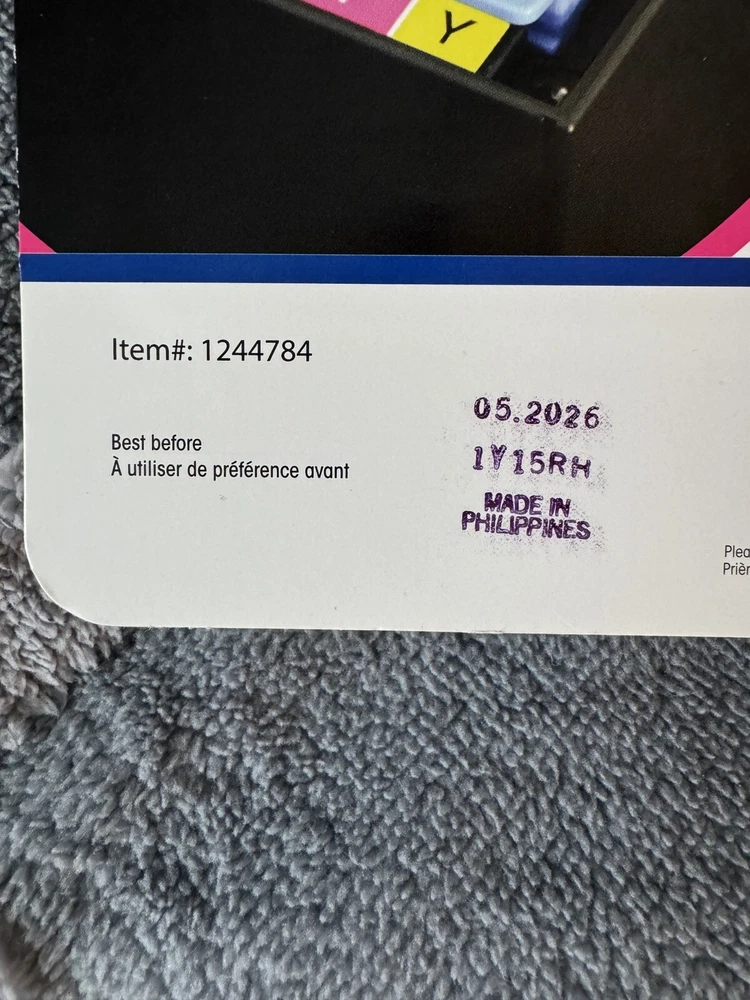 Y
Item#: 1244784
Best before
À utiliser de préférence avant
05.2026
1Y15RH
MADE IN
PHILIPPINES